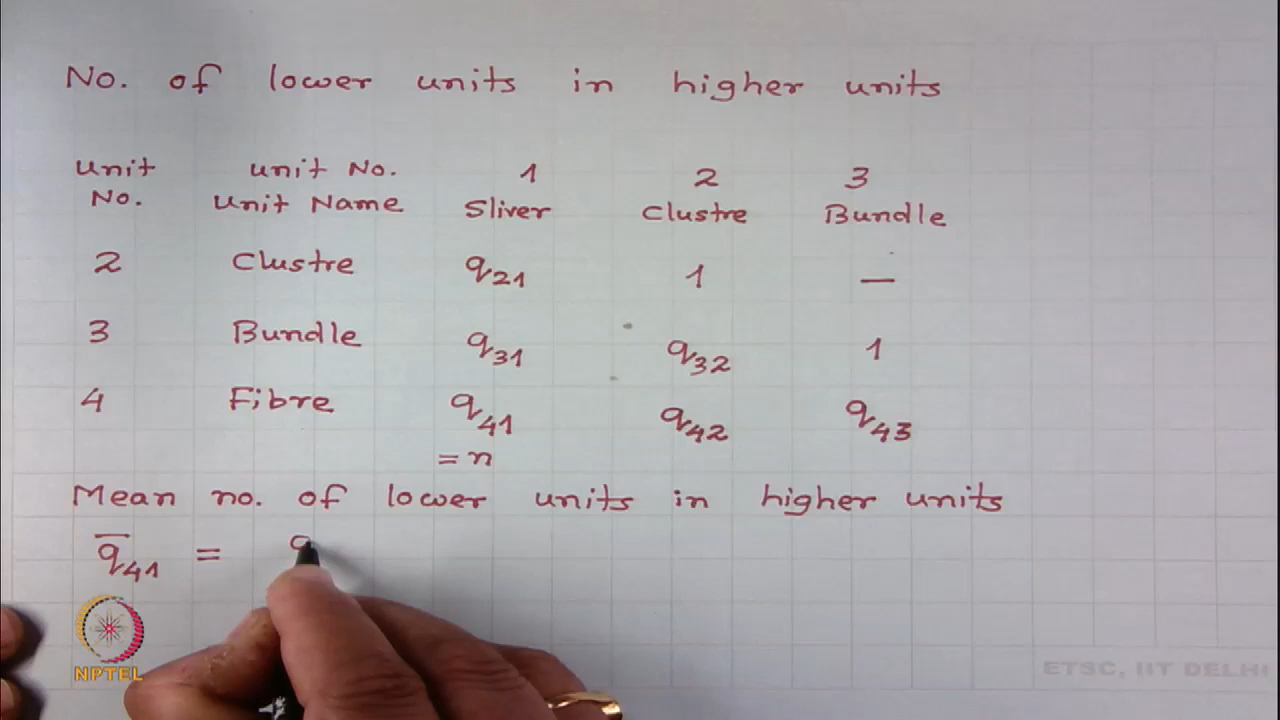 No. of lower units in higher units
Unit unit No. 1 2 3
No. Unit Name Sliver Clustre Bundle
2 Clustre q21 1 —
3 Bundle q31 q32 1
4 Fibre q41 q42 q43
= n
Mean no. of lower units in higher units
q̅41 = q
NPTEL
ETSC, IIT DELHI